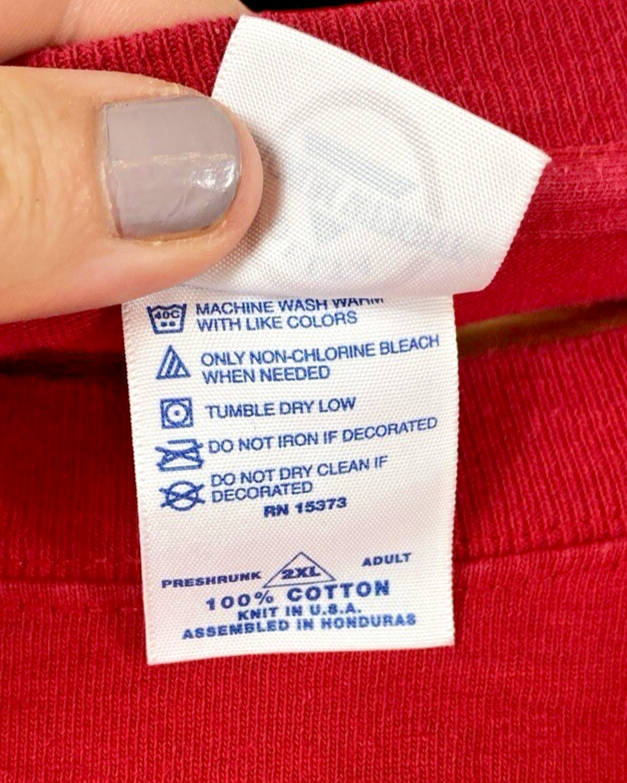 40C
MACHINE WASH WARM
WITH LIKE COLORS
ONLY NON-CHLORINE BLEACH
WHEN NEEDED
TUMBLE DRY LOW
DO NOT IRON IF DECORATED
DO NOT DRY CLEAN IF
DECORATED
RN 15373
PRESHRUNK 2XL ADULT
100% COTTON
KNIT IN U.S.A.
ASSEMBLED IN HONDURAS